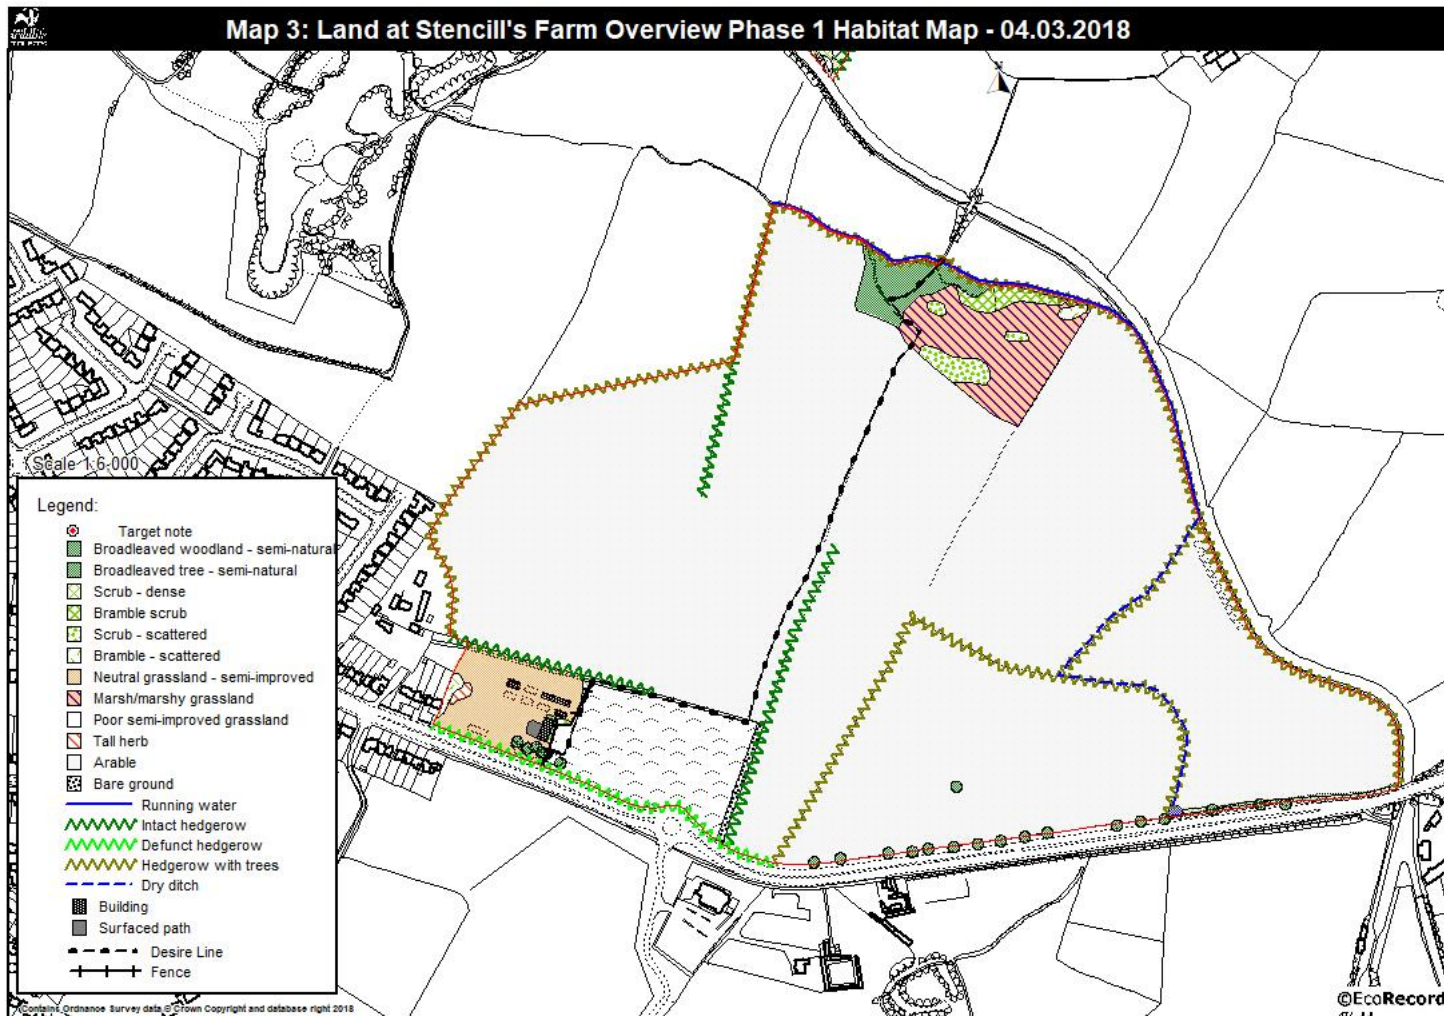 Map 3: Land at Stencill's Farm Overview Phase 1 Habitat Map - 04.03.2018
N
Scale 1:6-000
Legend:
Target note
Broadleaved woodland - semi-natural
Broadleaved tree - semi-natural
Scrub - dense
Bramble scrub
Scrub - scattered
Bramble - scattered
Neutral grassland - semi-improved
Marsh/marshy grassland
Poor semi-improved grassland
Tall herb
Arable
Bare ground
Running water
Intact hedgerow
Defunct hedgerow
Hedgerow with trees
Dry ditch
Building
Surfaced path
Desire Line
Fence
Contains Ordnance Survey data © Crown Copyright and database right 2018
©EcoRecord